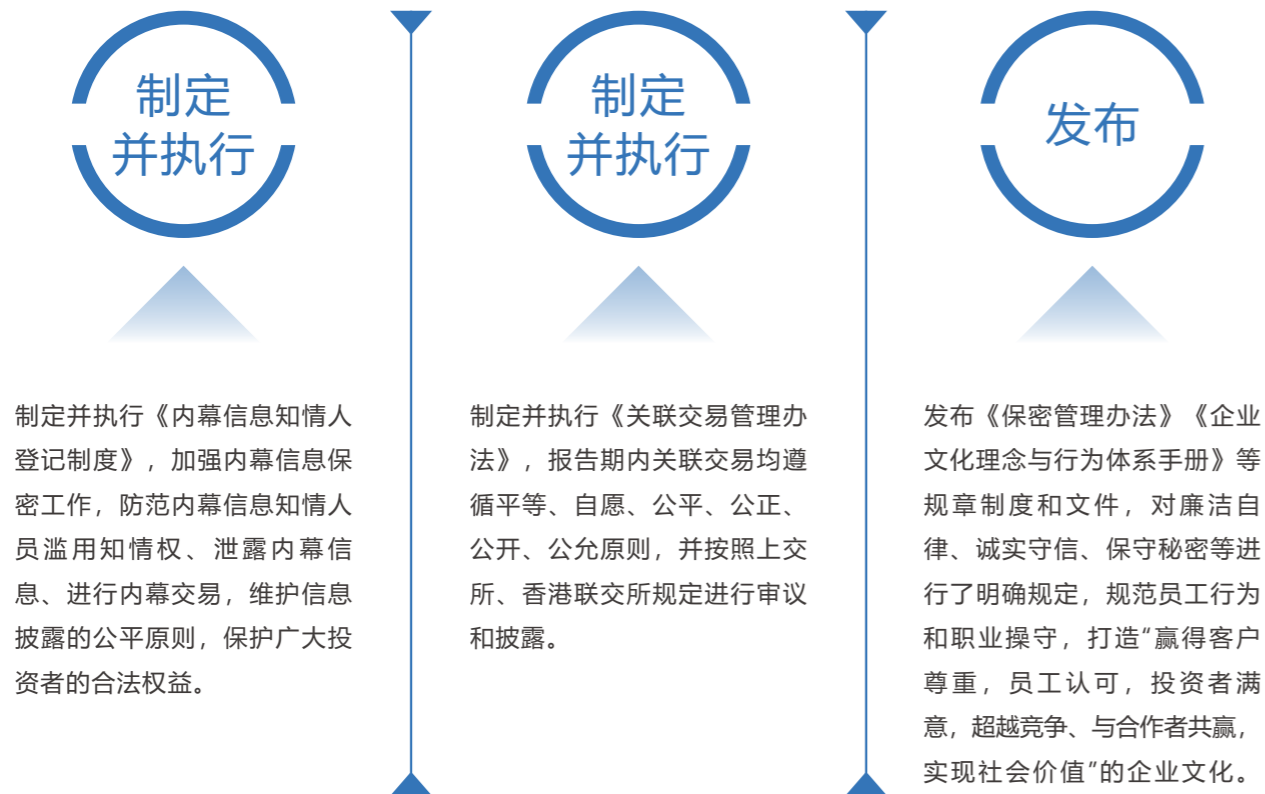 制定
并执行
制定并执行《内幕信息知情人
登记制度》，加强内幕信息保
密工作，防范内幕信息知情人
员滥用知情权、泄露内幕信
息、进行内幕交易，维护信息
披露的公平原则，保护广大投
资者的合法权益。
制定
并执行
制定并执行《关联交易管理办
法》，报告期内关联交易均遵
循平等、自愿、公平、公正、
公开、公允原则，并按照上交
所、香港联交所规定进行审议
和披露。
发布
发布《保密管理办法》《企业
文化理念与行为体系手册》等
规章制度和文件，对廉洁自
律、诚实守信、保守秘密等进
行了明确规定，规范员工行为
和职业操守，打造“赢得客户
尊重，员工认可，投资者满
意，超越竞争、与合作者共赢，
实现社会价值”的企业文化。